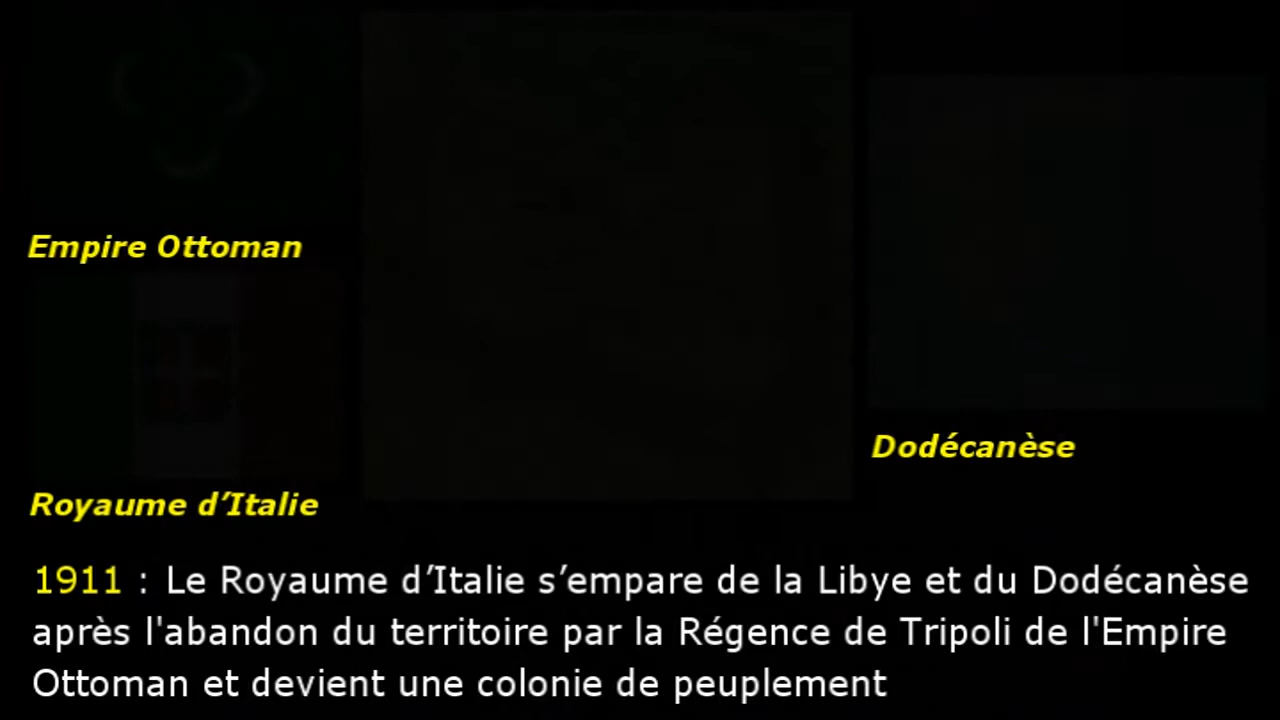 Empire Ottoman
Royaume d’Italie
Dodécanèse
1911 : Le Royaume d’Italie s’empare de la Libye et du Dodécanèse
après l'abandon du territoire par la Régence de Tripoli de l'Empire
Ottoman et devient une colonie de peuplement